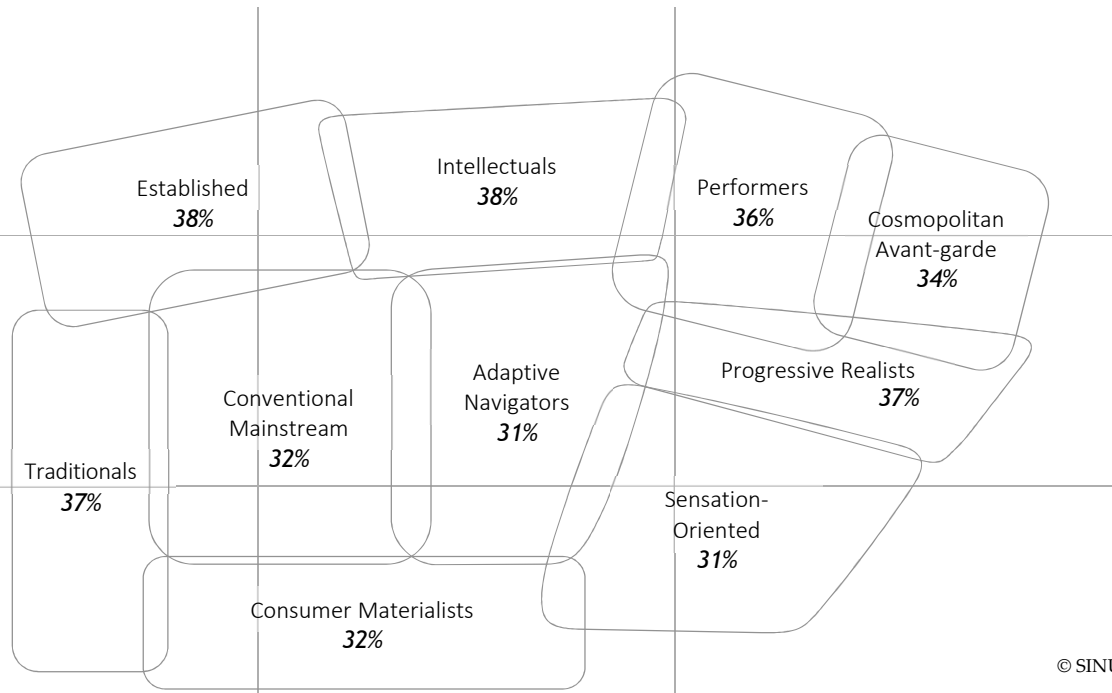 Established
38%
Intellectuals
38%
Performers
36%
Cosmopolitan
Avant-garde
34%
Progressive Realists
37%
Adaptive
Navigators
31%
Conventional
Mainstream
32%
Traditionals
37%
Sensation-
Oriented
31%
Consumer Materialists
32%
© SINU